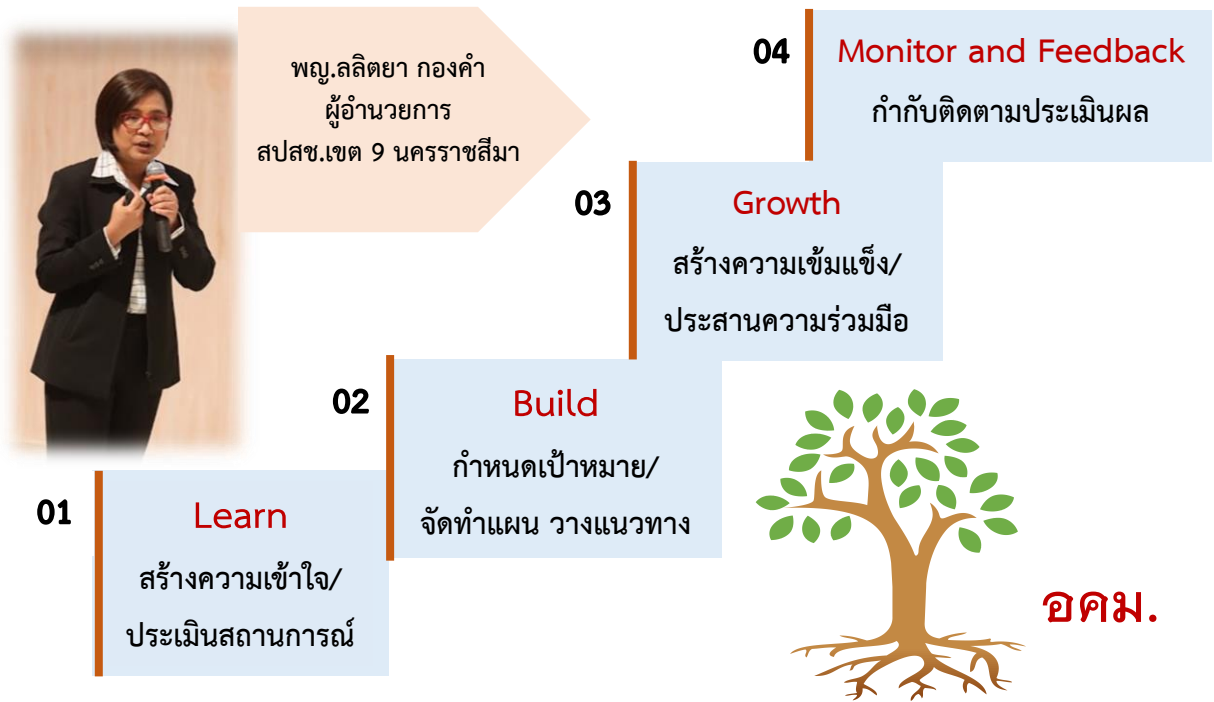 พญ.ลลิตยา กองคำ
ผู้อำนวยการ
สปสช.เขต 9 นครราชสีมา
04
Monitor and Feedback
กำกับติดตามประเมินผล
03
Growth
สร้างความเข้มแข็ง/
ประสานความร่วมมือ
02
Build
กำหนดเป้าหมาย/
จัดทำแผน วางแนวทาง
01
Learn
สร้างความเข้าใจ/
ประเมินสถานการณ์
อคม.